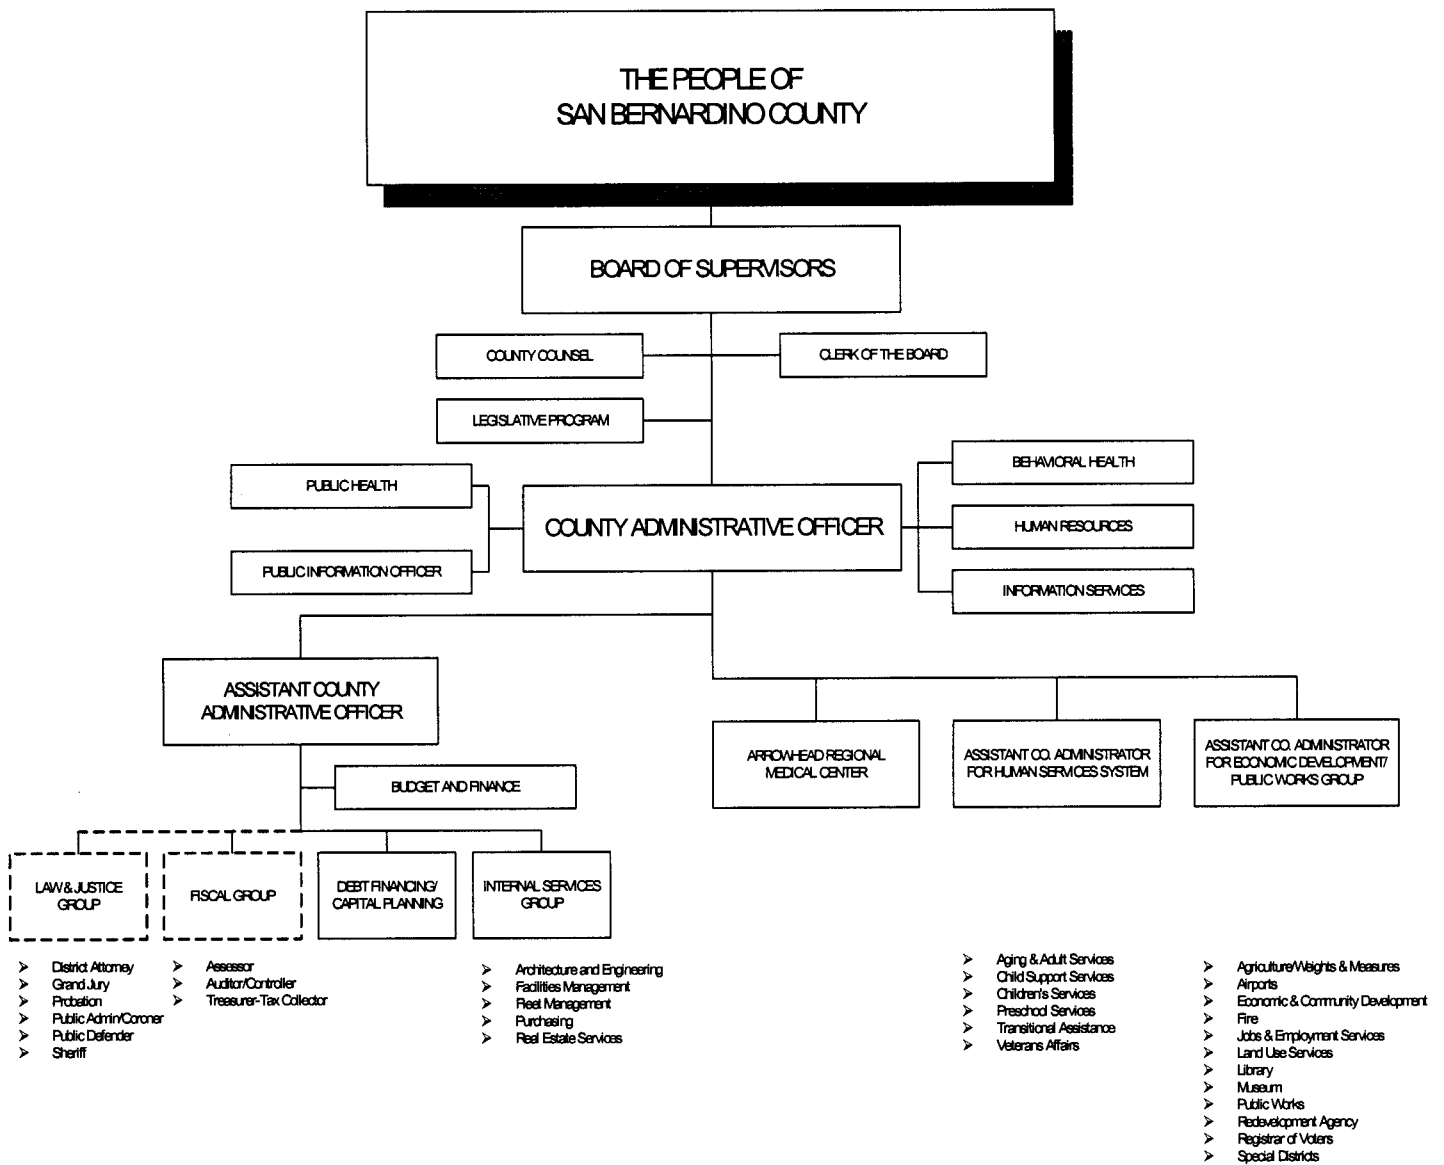 THE PEOPLE OF
SAN BERNARDINO COUNTY
BOARD OF SUPERVISORS
COUNTY COUNSEL
CLERK OF THE BOARD
LEGISLATIVE PROGRAM
PUBLIC HEALTH
PUBLIC INFORMATION OFFICER
COUNTY ADMINISTRATIVE OFFICER
BEHAVIORAL HEALTH
HUMAN RESOURCES
INFORMATION SERVICES
ASSISTANT COUNTY
ADMINISTRATIVE OFFICER
BUDGET AND FINANCE
ARROWHEAD REGIONAL
MEDICAL CENTER
ASSISTANT CO. ADMINISTRATOR
FOR HUMAN SERVICES SYSTEM
ASSISTANT CO. ADMINISTRATOR
FOR ECONOMIC DEVELOPMENT/
PUBLIC WORKS GROUP
LAW & JUSTICE
GROUP
FISCAL GROUP
DEBT FINANCING/
CAPITAL PLANNING
INTERNAL SERVICES
GROUP
District Attorney
Grand Jury
Probation
Public Admin/Coroner
Public Defender
Sheriff
Assessor
Auditor/Controller
Treasurer-Tax Collector
Architecture and Engineering
Facilities Management
Fleet Management
Purchasing
Real Estate Services
Aging & Adult Services
Child Support Services
Children's Services
Preschool Services
Transitional Assistance
Veterans Affairs
Agriculture/Weights & Measures
Airports
Economic & Community Development
Fire
Jobs & Employment Services
Land Use Services
Library
Museum
Public Works
Redevelopment Agency
Registrar of Voters
Special Districts